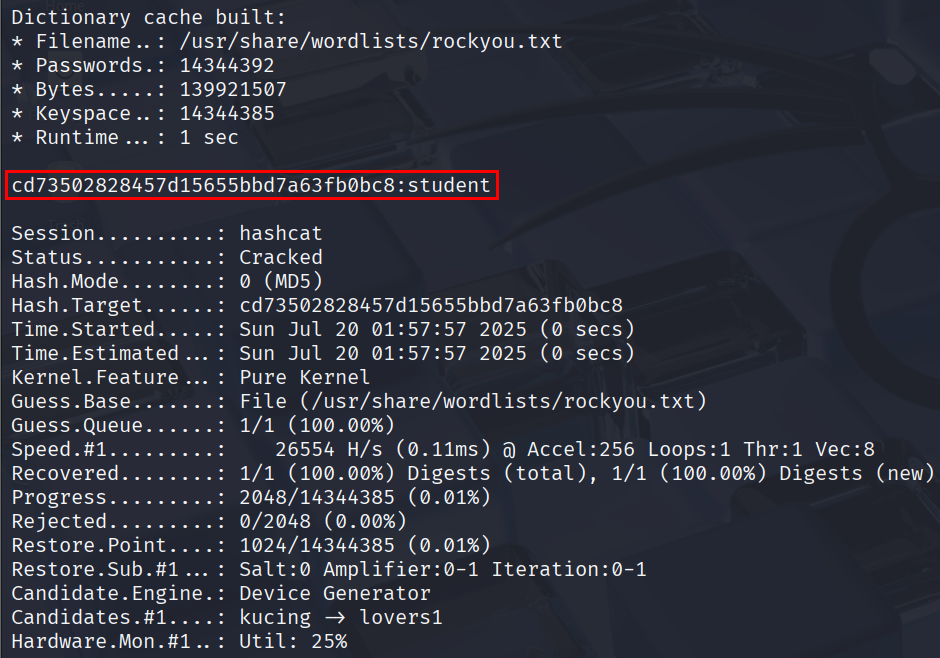 Dictionary cache built:
* Filename..: /usr/share/wordlists/rockyou.txt
* Passwords.: 14344392
* Bytes.....: 139921507
* Keyspace..: 14344385
* Runtime...: 1 sec
cd73502828457d15655bbd7a63fb0bc8:student
Session..........: hashcat
Status...........: Cracked
Hash.Mode........: 0 (MD5)
Hash.Target......: cd73502828457d15655bbd7a63fb0bc8
Time.Started.....: Sun Jul 20 01:57:57 2025 (0 secs)
Time.Estimated...: Sun Jul 20 01:57:57 2025 (0 secs)
Kernel.Feature...: Pure Kernel
Guess.Base.......: File (/usr/share/wordlists/rockyou.txt)
Guess.Queue......: 1/1 (100.00%)
Speed.#1.........:    26554 H/s (0.11ms) @ Accel:256 Loops:1 Thr:1 Vec:8
Recovered........: 1/1 (100.00%) Digests (total), 1/1 (100.00%) Digests (new)
Progress.........: 2048/14344385 (0.01%)
Rejected.........: 0/2048 (0.00%)
Restore.Point....: 1024/14344385 (0.01%)
Restore.Sub.#1...: Salt:0 Amplifier:0-1 Iteration:0-1
Candidate.Engine.: Device Generator
Candidates.#1....: kucing -> lovers1
Hardware.Mon.#1..: Util: 25%